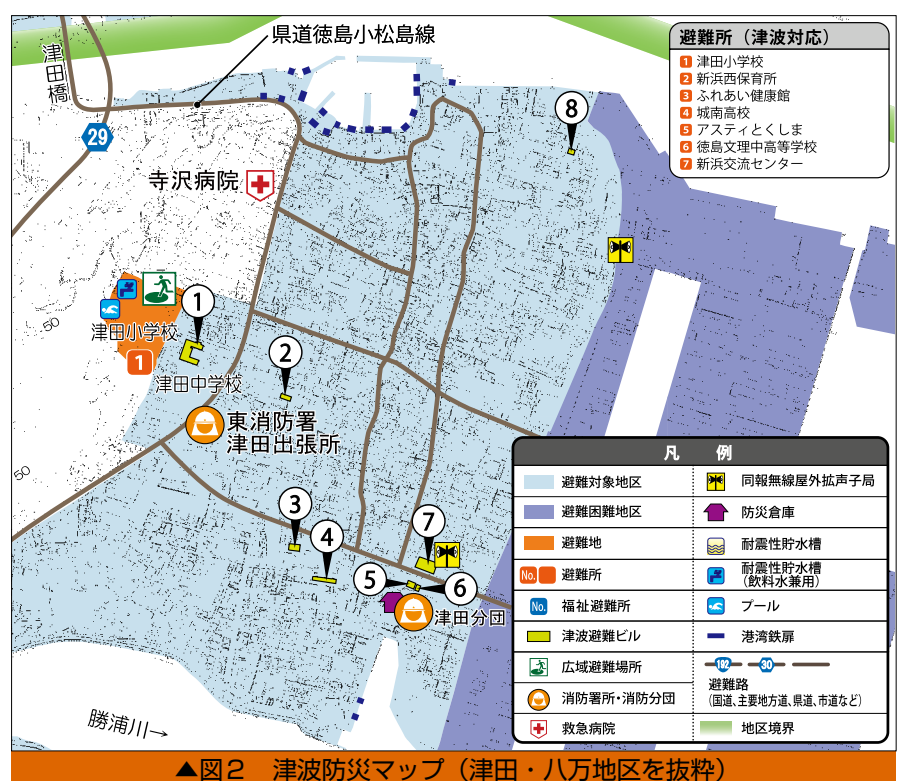 県道徳島小松島線
津田橋
29
避難所（津波対応）
1 津田小学校
2 新浜西保育所
3 ふれあい健康館
4 城南高校
5 アスティとくしま
6 徳島文理中高等学校
7 新浜交流センター
8
寺沢病院
50
津田小学校
1
1
津田中学校
2
東消防署
津田出張所
50
3
4
5
6
7
津田分団
勝浦川→
凡 例
避難対象地区
避難困難地区
避難地
No. 避難所
No. 福祉避難所
津波避難ビル
広域避難場所
消防署所・消防分団
救急病院
同報無線屋外拡声子局
防災倉庫
耐震性貯水槽
耐震性貯水槽
（飲料水兼用）
プール
港湾鉄扉
192 30
避難路
（国道、主要地方道、県道、市道など）
地区境界
▲図2 津波防災マップ（津田・八万地区を抜粋）